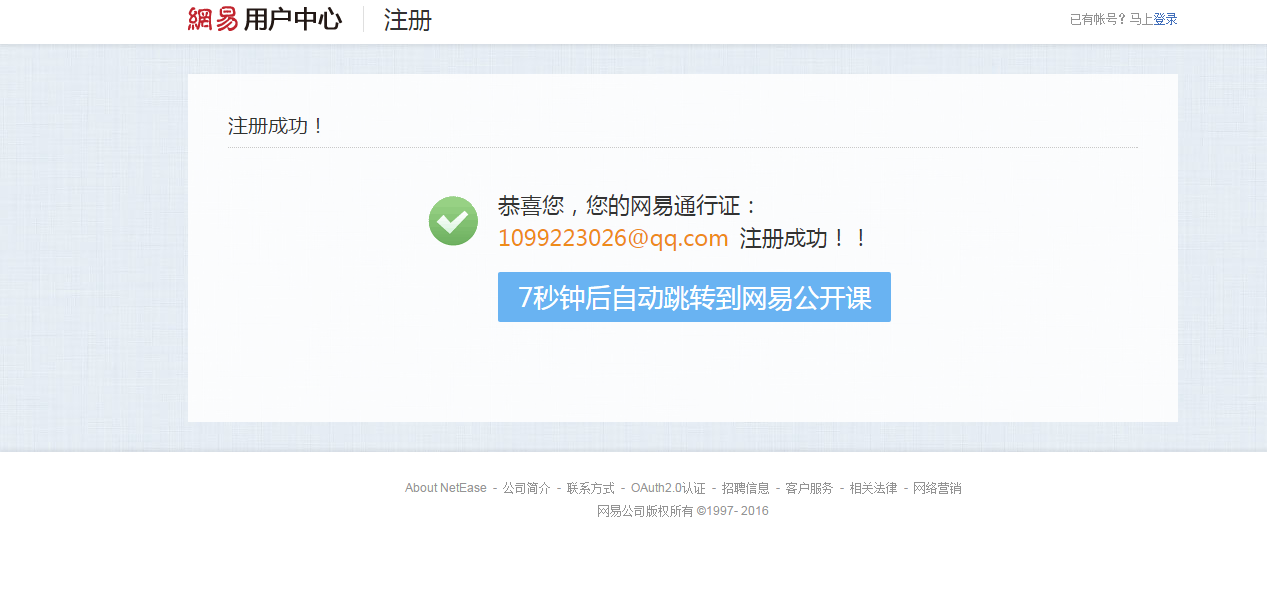 網易 用户中心 注册 已有帐号？马上登录
注册成功！
恭喜您，您的网易通行证：
1099223026@qq.com 注册成功！！
7秒钟后自动跳转到网易公开课
About NetEase - 公司简介 - 联系方式 - OAuth2.0认证 - 招聘信息 - 客户服务 - 相关法律 - 网络营销
网易公司版权所有 ©1997- 2016